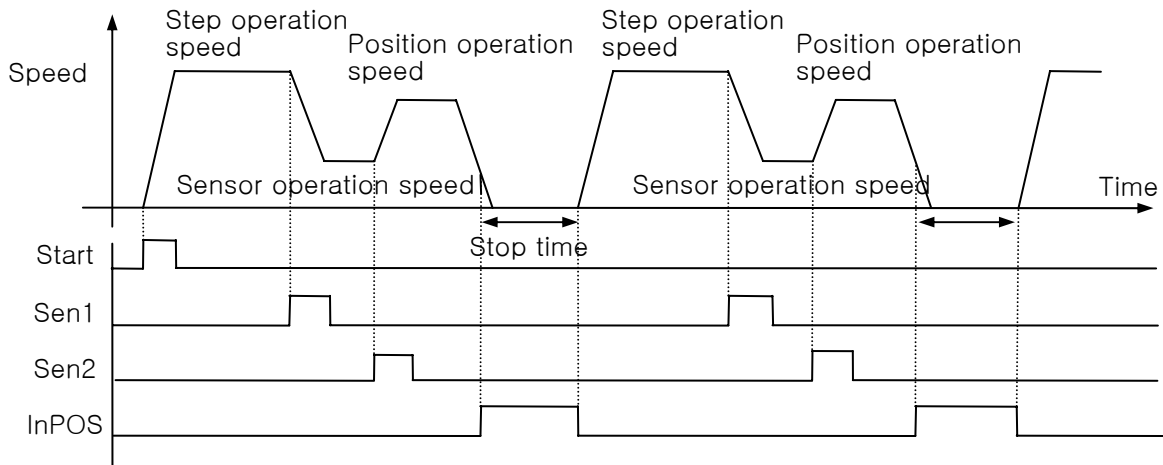 Step operation
speed
Position operation
speed
Step operation
speed
Position operation
speed
Speed
Sensor operation speed
Sensor operation speed
Time
Stop time
Start
Sen1
Sen2
InPOS